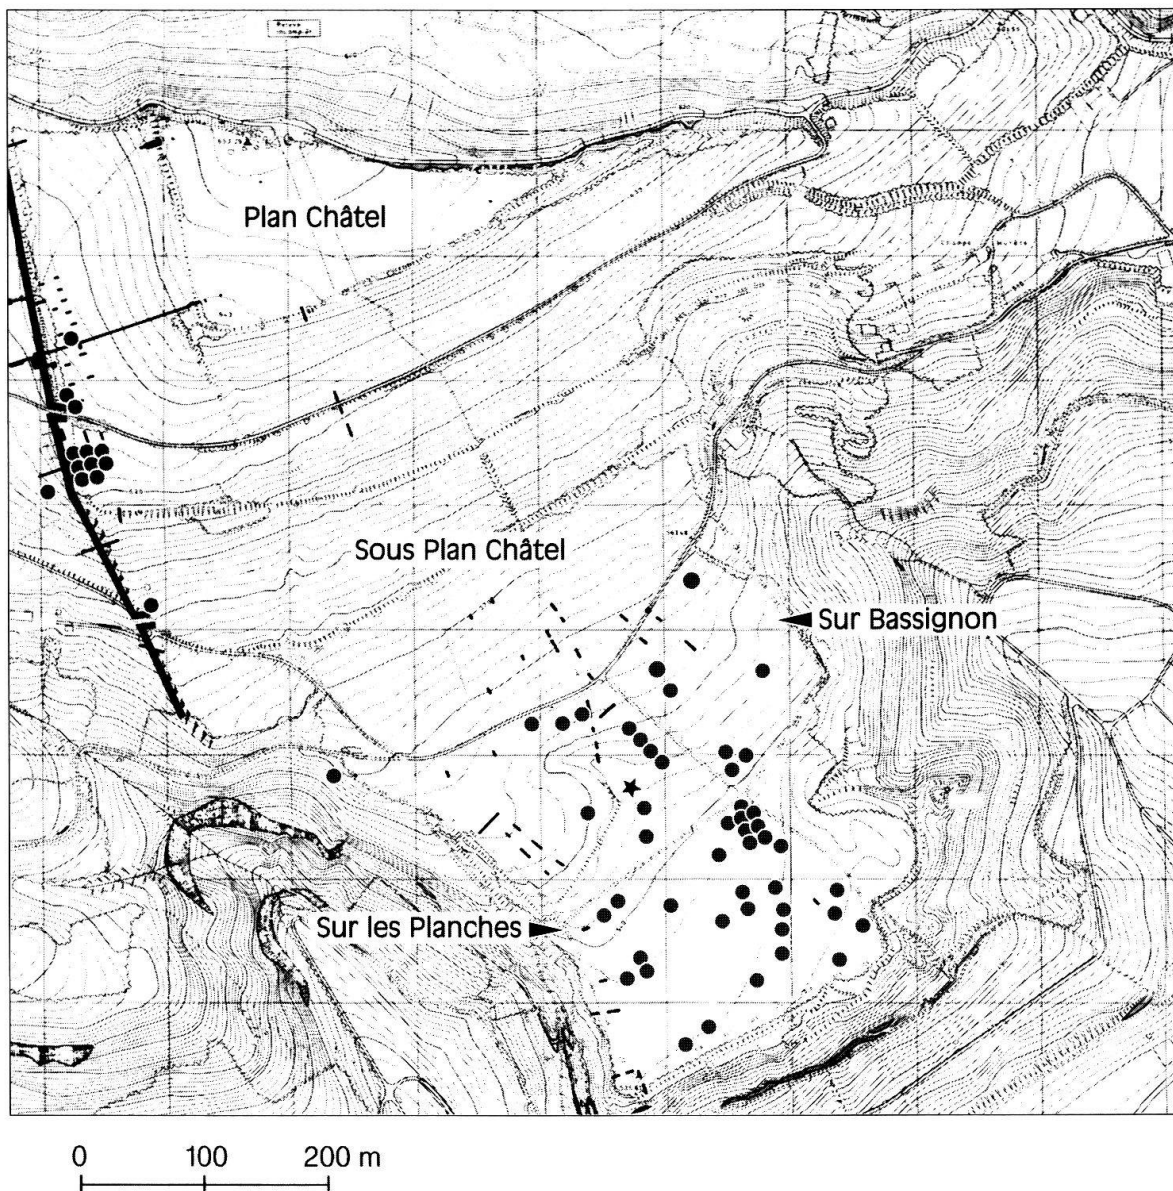 Plan Châtel
Sous Plan Châtel
Sur Bassignon
Sur les Planches
0 100 200 m